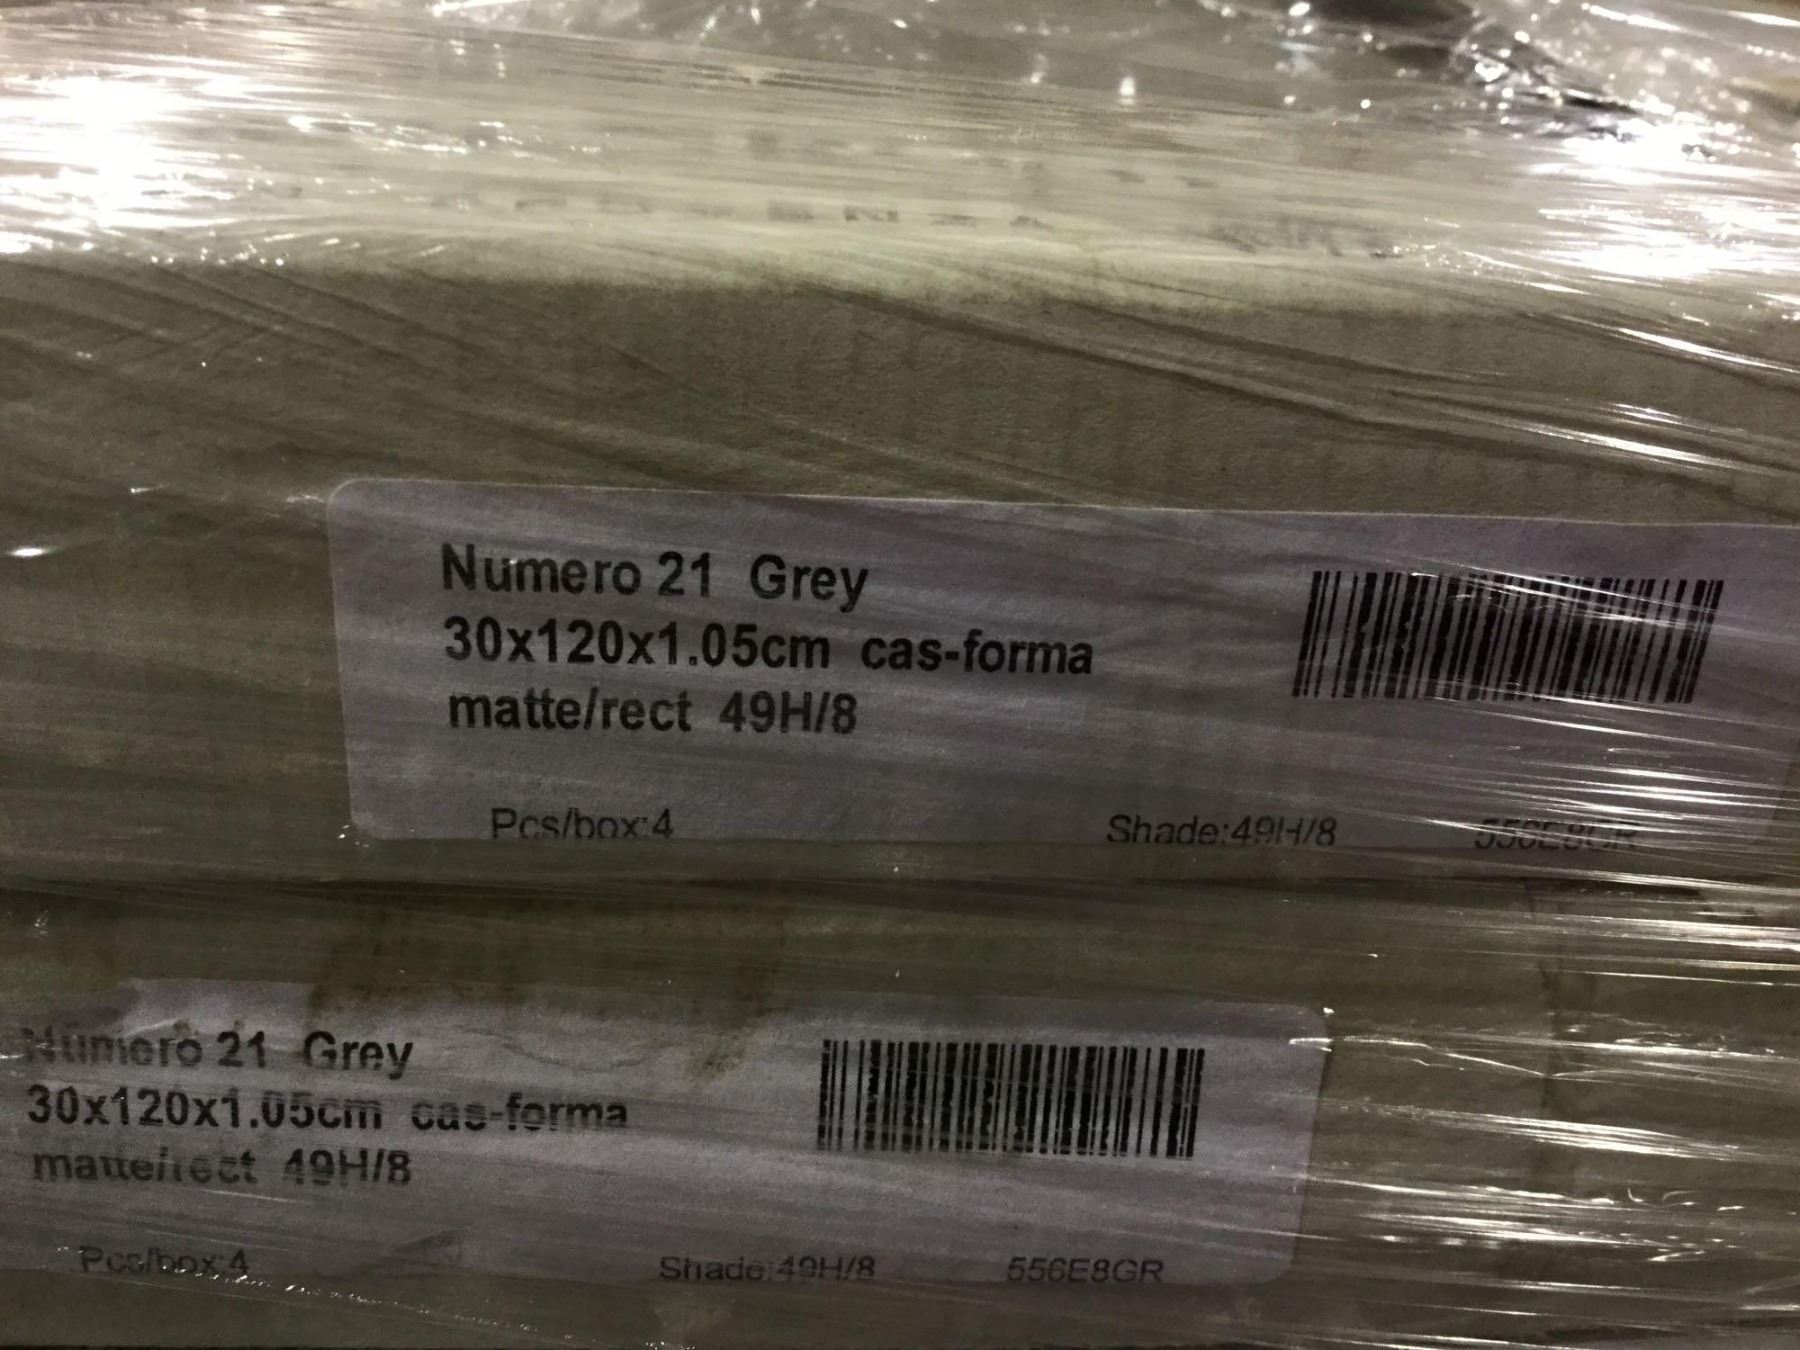 Numero 21 Grey
30x120x1.05cm cas-forma
matte/rect 49H/8
Pcs/box:4 Shade:49H/8 556E8GR
Numero 21 Grey
30x120x1.05cm cas-forma
matte/rect 49H/8
Pcs/box:4 Shade:49H/8 556E8GR